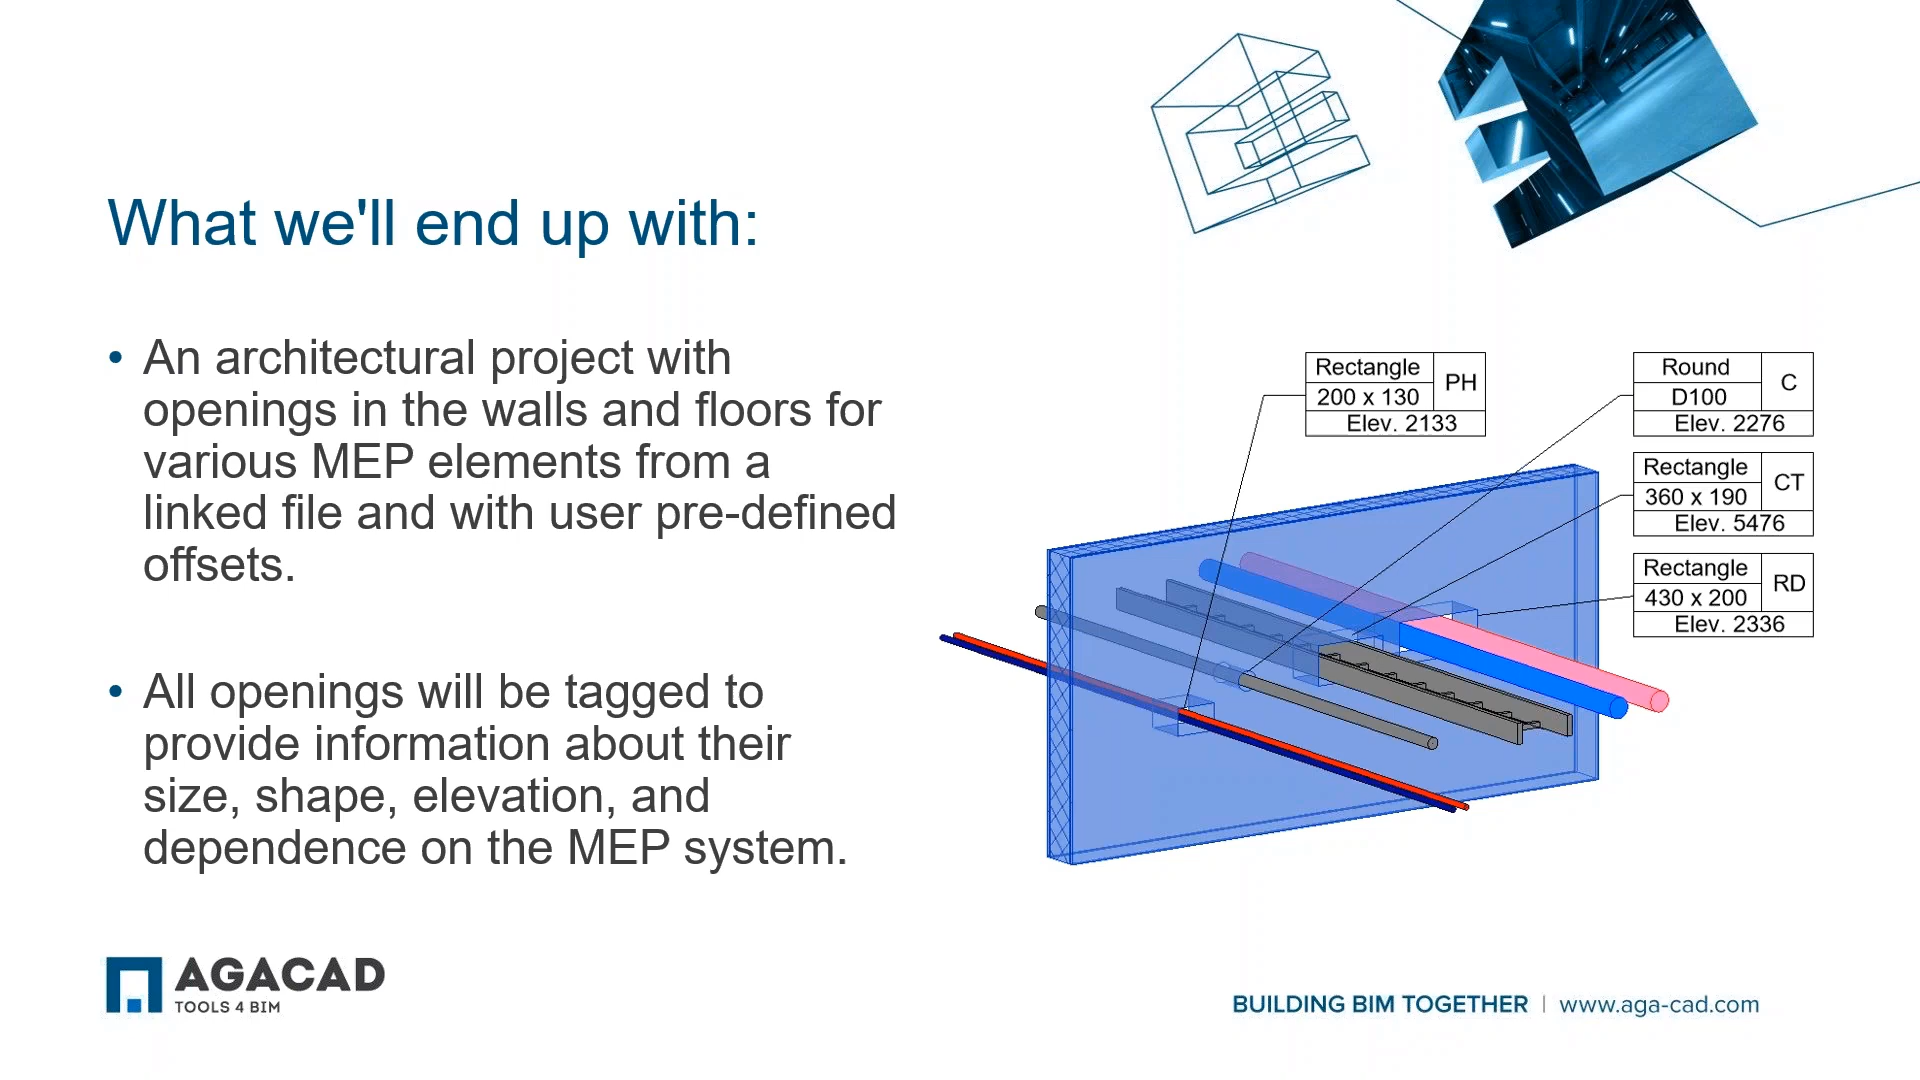 What we'll end up with:
• An architectural project with
openings in the walls and floors for
various MEP elements from a
linked file and with user pre-defined
offsets.
• All openings will be tagged to
provide information about their
size, shape, elevation, and
dependence on the MEP system.
Rectangle
200 x 130
PH
Elev. 2133
Round
D100
C
Elev. 2276
Rectangle
360 x 190
CT
Elev. 5476
Rectangle
430 x 200
RD
Elev. 2336
AGACAD
TOOLS 4 BIM
BUILDING BIM TOGETHER | www.aga-cad.com